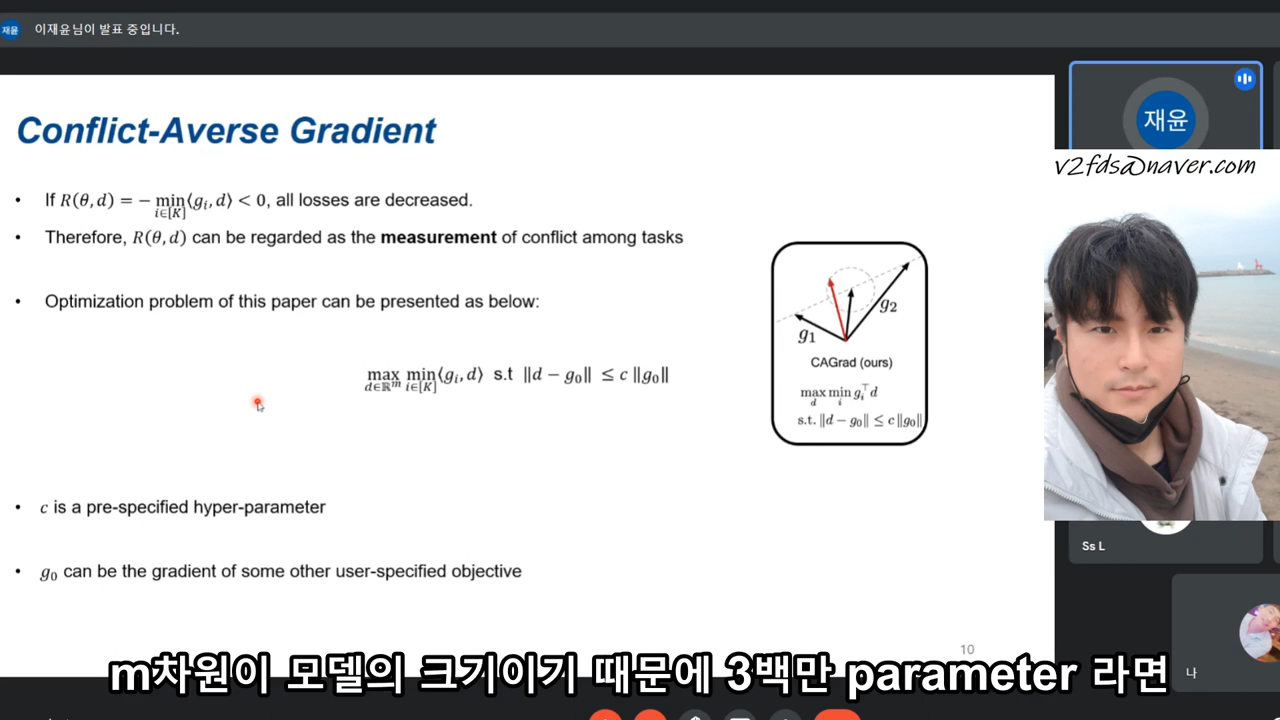 재윤
이재윤님이 발표 중입니다.
재윤
v2fds@naver.com
Conflict-Averse Gradient
• If R(θ, d) = − min_{i∈[K]}⟨g_i, d⟩ < 0, all losses are decreased.
• Therefore, R(θ, d) can be regarded as the measurement of conflict among tasks
• Optimization problem of this paper can be presented as below:
max_{d∈ℝ^m} min_{i∈[K]}⟨g_i, d⟩ s.t ‖d − g_0‖ ≤ c ‖g_0‖
g_1
g_2
CAGrad (ours)
max_d min_i g_i^⊤ d
s.t. ‖d − g_0‖ ≤ c‖g_0‖
• c is a pre-specified hyper-parameter
• g_0 can be the gradient of some other user-specified objective
Ss L
10
나
m차원이 모델의 크기이기 때문에 3백만 parameter 라면